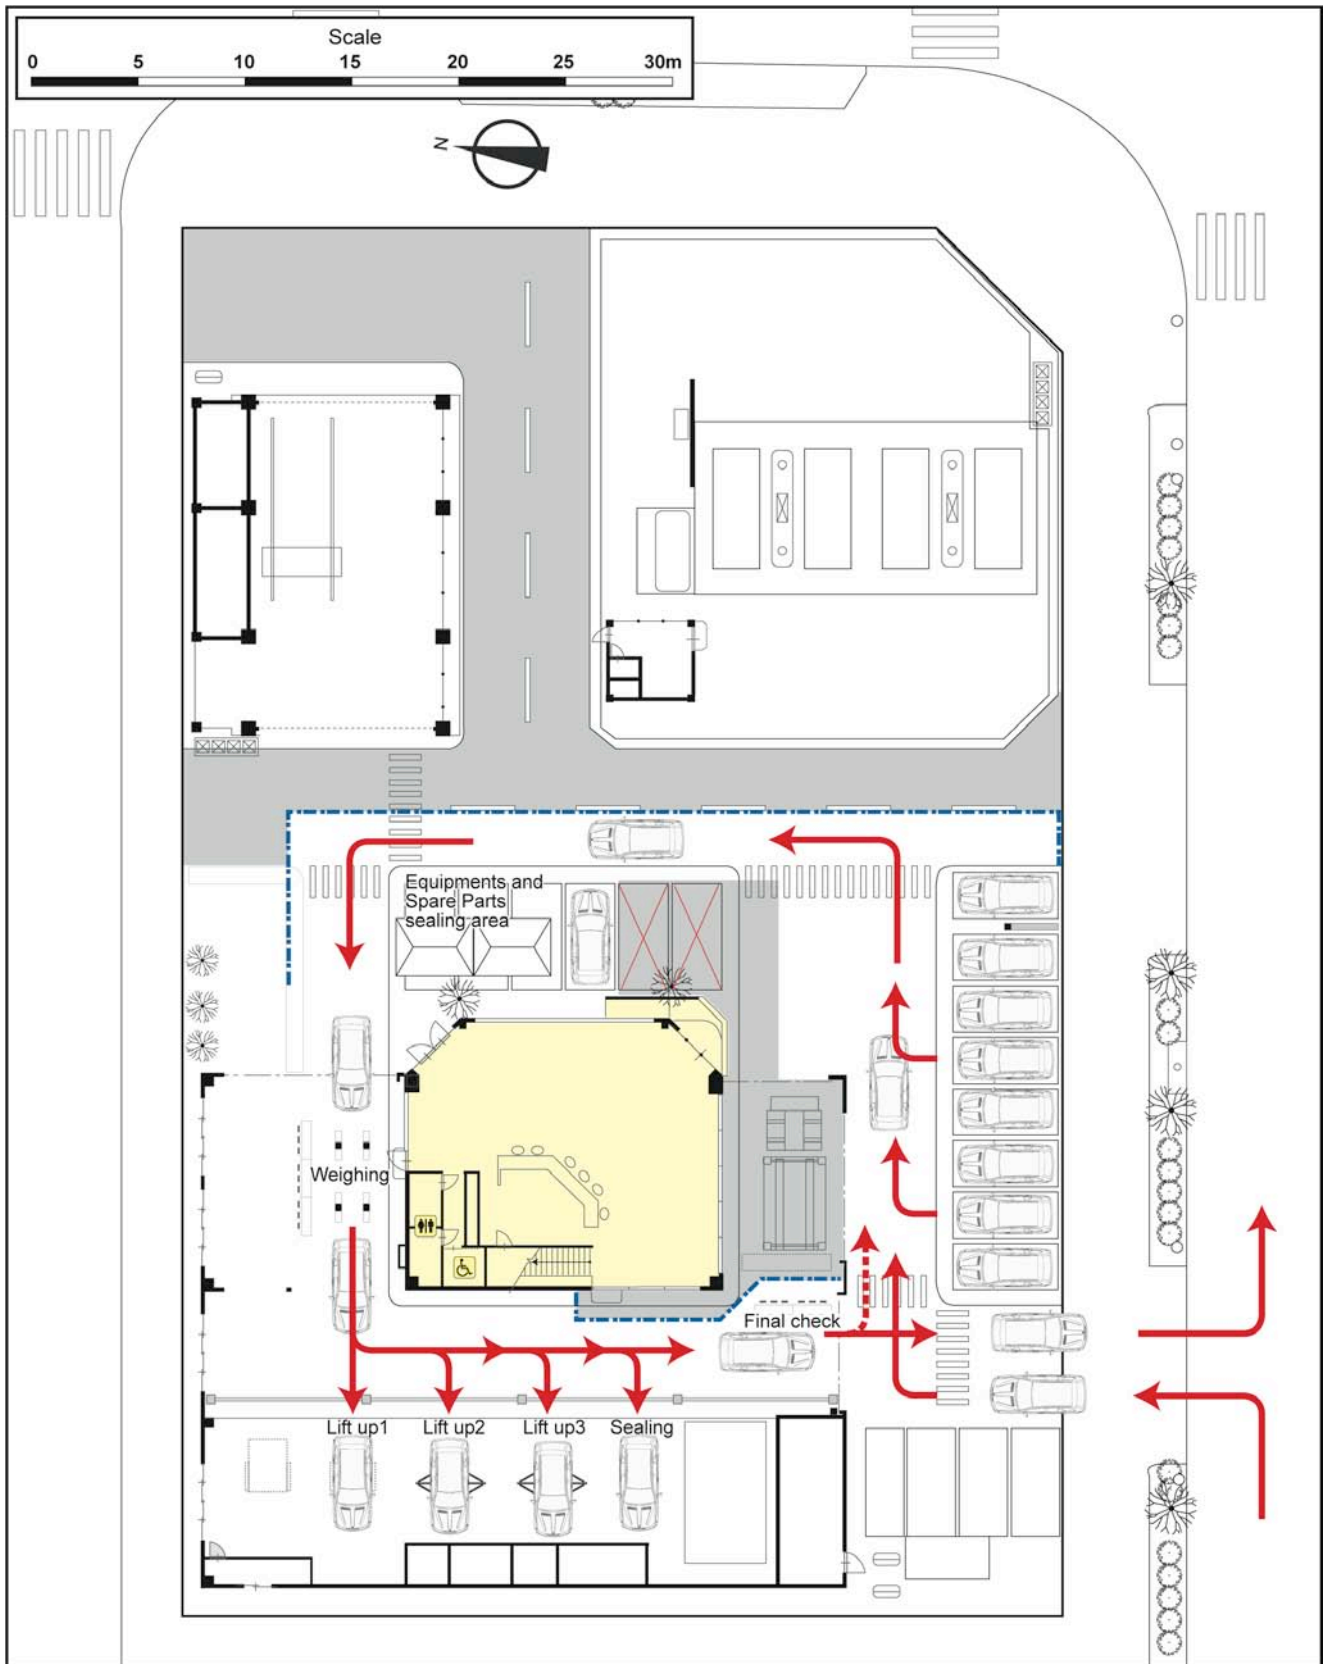 Scale
0 5 10 15 20 25 30m
N
Equipments and
Spare Parts
sealing area
Weighing
Final check
Lift up1 Lift up2 Lift up3 Sealing